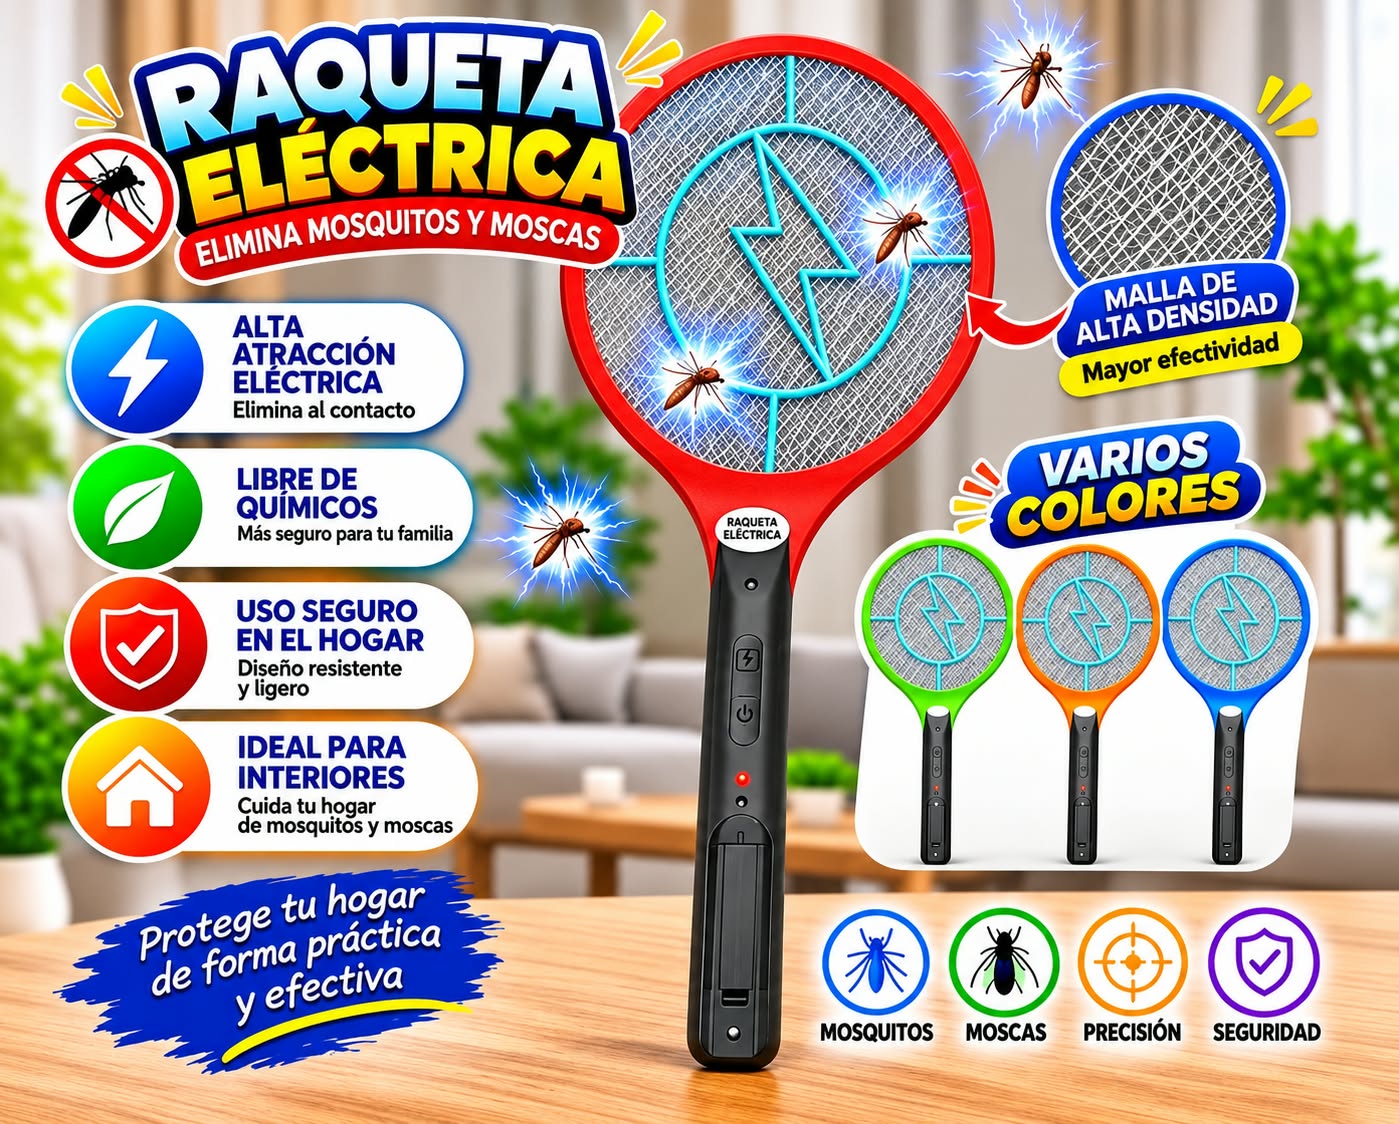 RAQUETA
ELÉCTRICA
ELIMINA MOSQUITOS Y MOSCAS
ALTA
ATRACCIÓN
ELÉCTRICA
Elimina al contacto
LIBRE DE
QUÍMICOS
Más seguro para tu familia
USO SEGURO
EN EL HOGAR
Diseño resistente
y ligero
IDEAL PARA
INTERIORES
Cuida tu hogar
de mosquitos y moscas
Protege tu hogar
de forma práctica
y efectiva
RAQUETA
ELÉCTRICA
MALLA DE
ALTA DENSIDAD
Mayor efectividad
VARIOS
COLORES
MOSQUITOS
MOSCAS
PRECISIÓN
SEGURIDAD